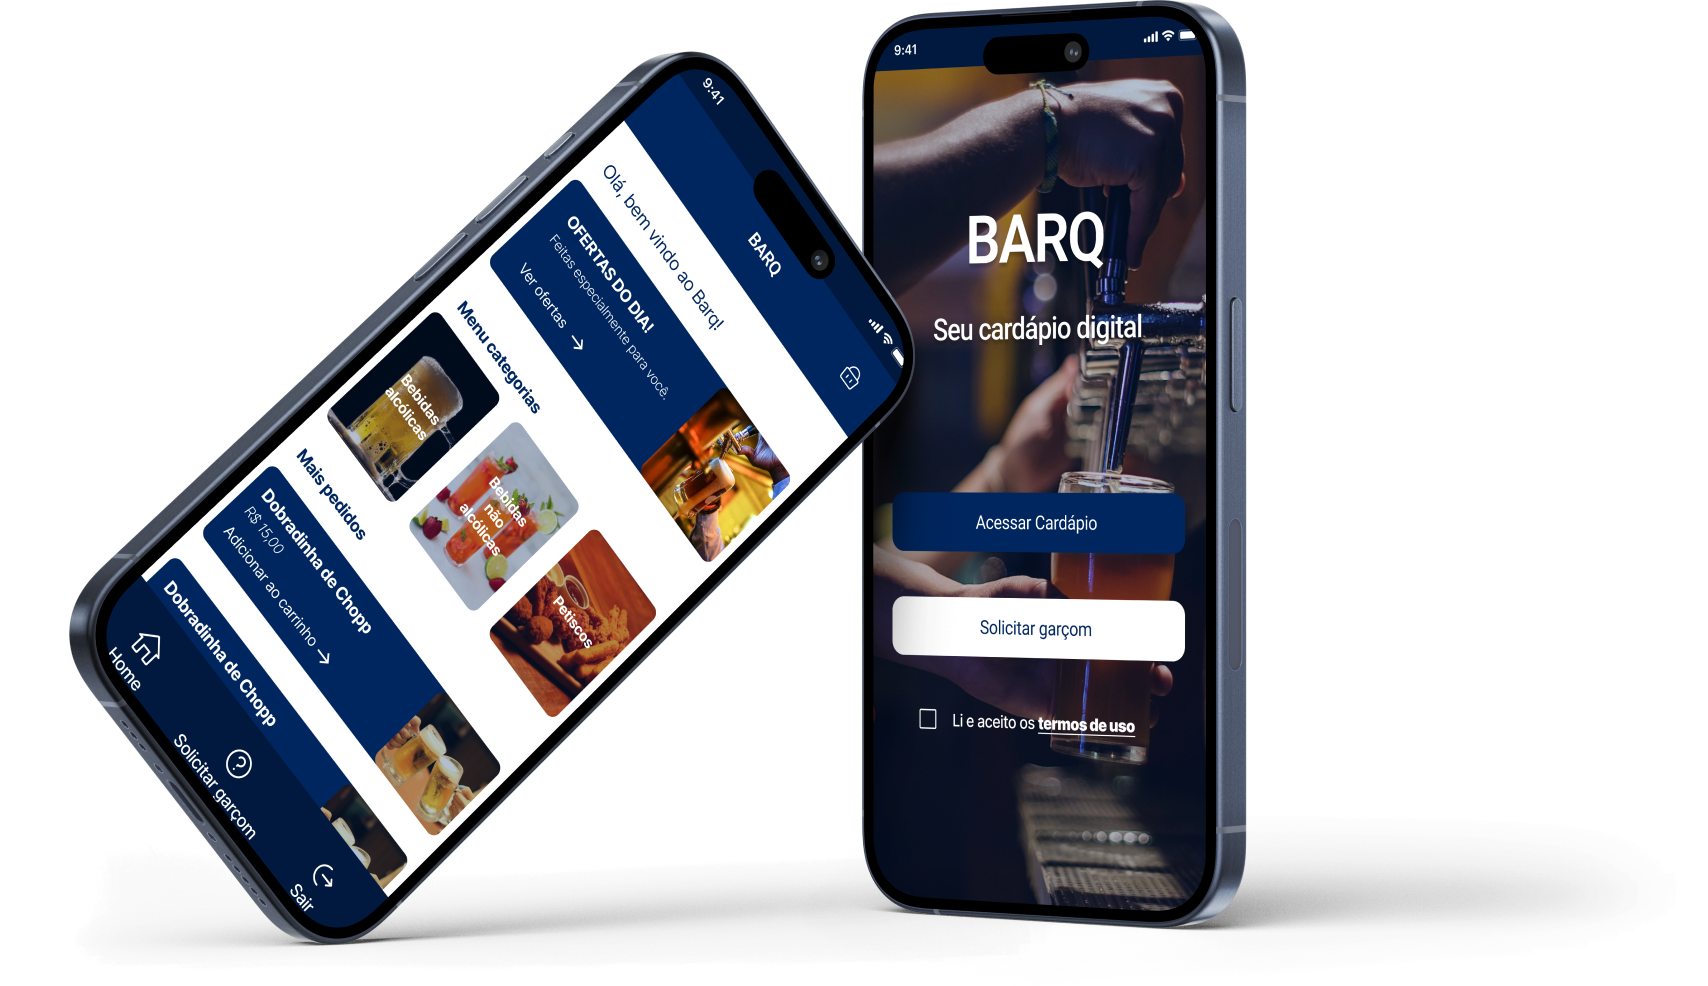 9:41
BARQ
Olá, bem vindo ao Barq!
OFERTAS DO DIA!
Feitas especialmente para você.
Ver ofertas
Menu categorias
Bebidas
alcólicas
Bebidas
não
alcólicas
Petiscos
Mais pedidos
Dobradinha de Chopp
R$ 15,00
Adicionar ao carrinho
Dobradinha de Chopp
Home
Solicitar garçom
Sair
9:41
BARQ
Seu cardápio digital
Acessar Cardápio
Solicitar garçom
Li e aceito os termos de uso